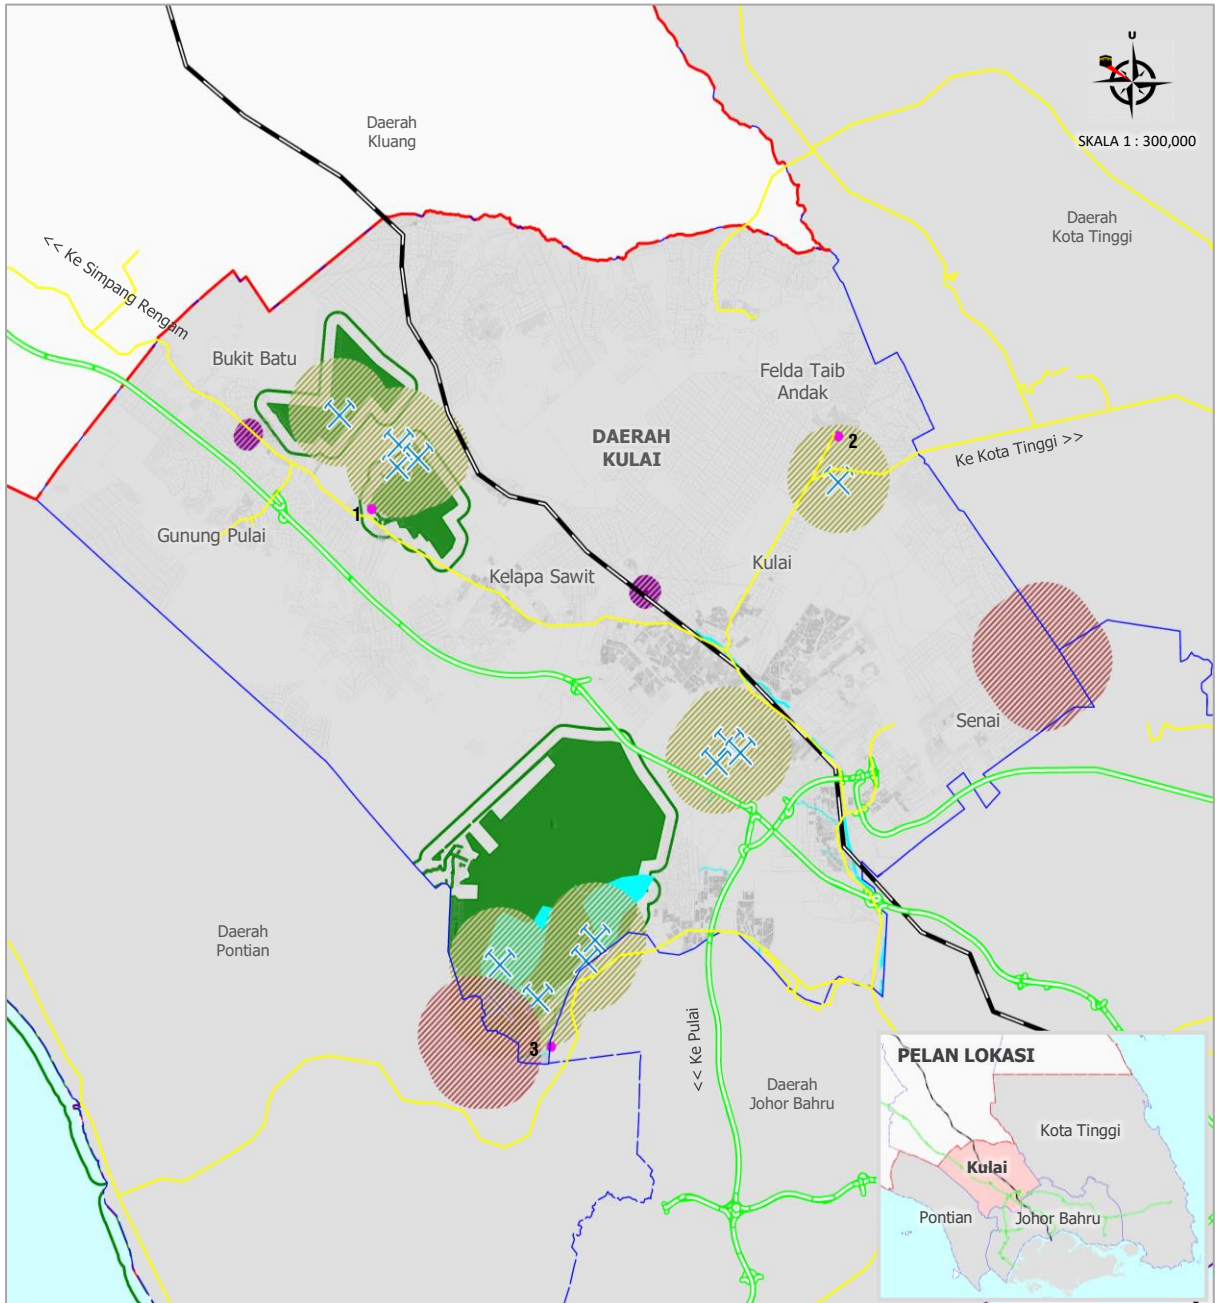 U
SKALA 1 : 300,000
Daerah
Kluang
Daerah
Kota Tinggi
<< Ke Simpang Rengam
Bukit Batu
Felda Taib
Andak
DAERAH
KULAI
2
Ke Kota Tinggi >>
1
Gunung Pulai
Kelapa Sawit
Kulai
Senai
Daerah
Pontian
3
<< Ke Pulai
Daerah
Johor Bahru
PELAN LOKASI
Kota Tinggi
Kulai
Pontian
Johor Bahru